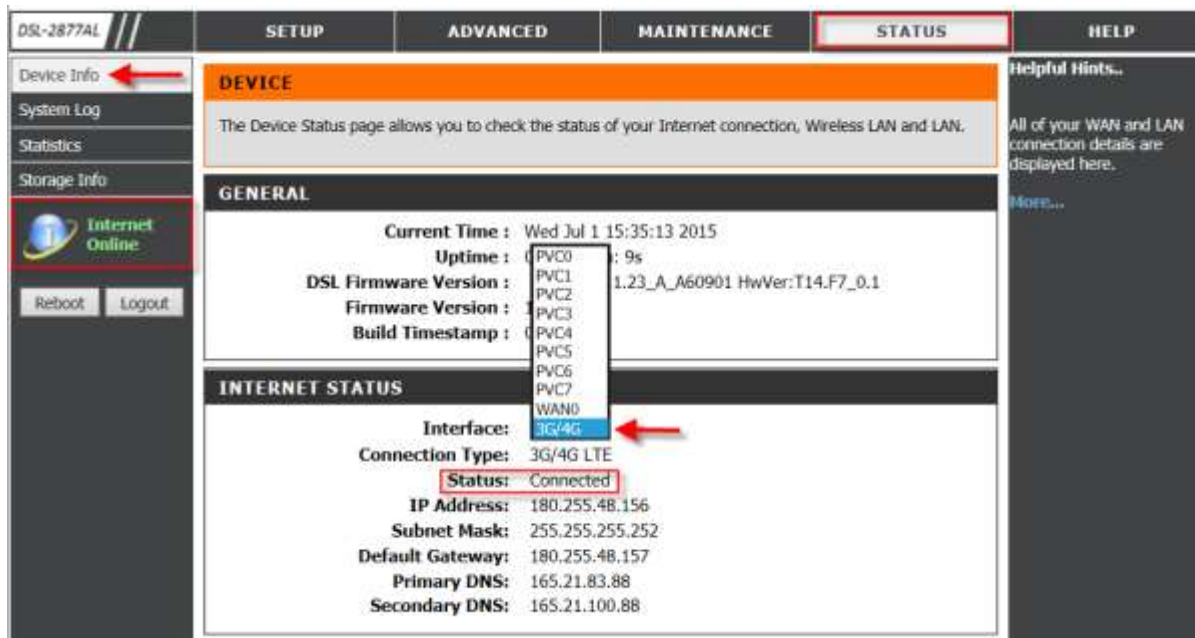 DSL-2877AL
SETUP
ADVANCED
MAINTENANCE
STATUS
HELP
Device Info
System Log
Statistics
Storage Info
Internet
Online
Reboot Logout
DEVICE
The Device Status page allows you to check the status of your Internet connection, Wireless LAN and LAN.
GENERAL
Current Time : Wed Jul 1 15:35:13 2015
Uptime : : 9s
DSL Firmware Version : 1.23_A_A60901 HwVer:T14.F7_0.1
Firmware Version :
Build Timestamp :
PVC0
PVC1
PVC2
PVC3
PVC4
PVC5
PVC6
PVC7
WAN0
3G/4G
INTERNET STATUS
Interface:
Connection Type: 3G/4G LTE
Status: Connected
IP Address: 180.255.48.156
Subnet Mask: 255.255.255.252
Default Gateway: 180.255.48.157
Primary DNS: 165.21.83.88
Secondary DNS: 165.21.100.88
Helpful Hints..
All of your WAN and LAN
connection details are
displayed here.
More...